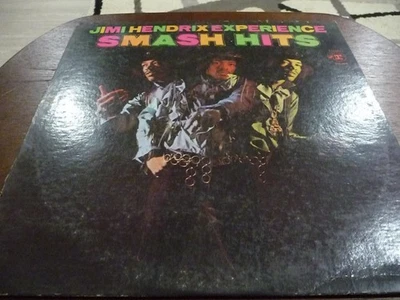 JIMI HENDRIX EXPERIENCE
SMASH HITS